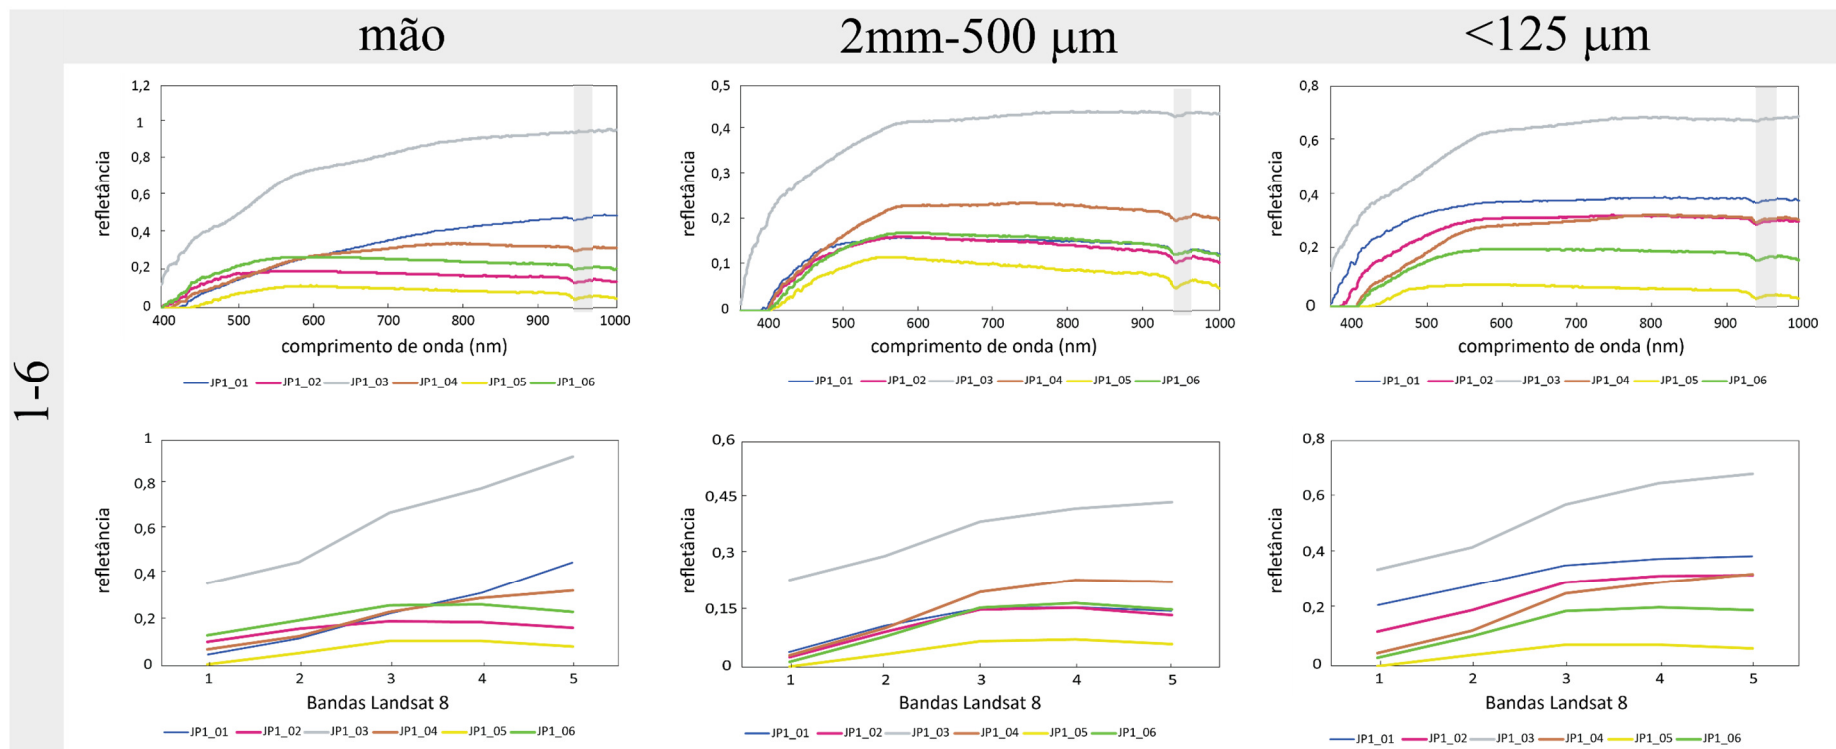 mão
2mm-500 μm
<125 μm
1-6
refletância
1,2
1
0,8
0,6
0,4
0,2
0
400 500 600 700 800 900 1000
comprimento de onda (nm)
JP1_01 JP1_02 JP1_03 JP1_04 JP1_05 JP1_06
refletância
0,5
0,4
0,3
0,2
0,1
0
400 500 600 700 800 900 1000
comprimento de onda (nm)
JP1_01 JP1_02 JP1_03 JP1_04 JP1_05 JP1_06
refletância
0,8
0,6
0,4
0,2
0
400 500 600 700 800 900 1000
comprimento de onda (nm)
JP1_01 JP1_02 JP1_03 JP1_04 JP1_05 JP1_06
refletância
1
0,8
0,6
0,4
0,2
0
1 2 3 4 5
Bandas Landsat 8
JP1_01 JP1_02 JP1_03 JP1_04 JP1_05 JP1_06
refletância
0,6
0,45
0,3
0,15
0
1 2 3 4 5
Bandas Landsat 8
JP1_01 JP1_02 JP1_03 JP1_04 JP1_05 JP1_06
refletância
0,8
0,6
0,4
0,2
0
1 2 3 4 5
Bandas Landsat 8
JP1_01 JP1_02 JP1_03 JP1_04 JP1_05 JP1_06